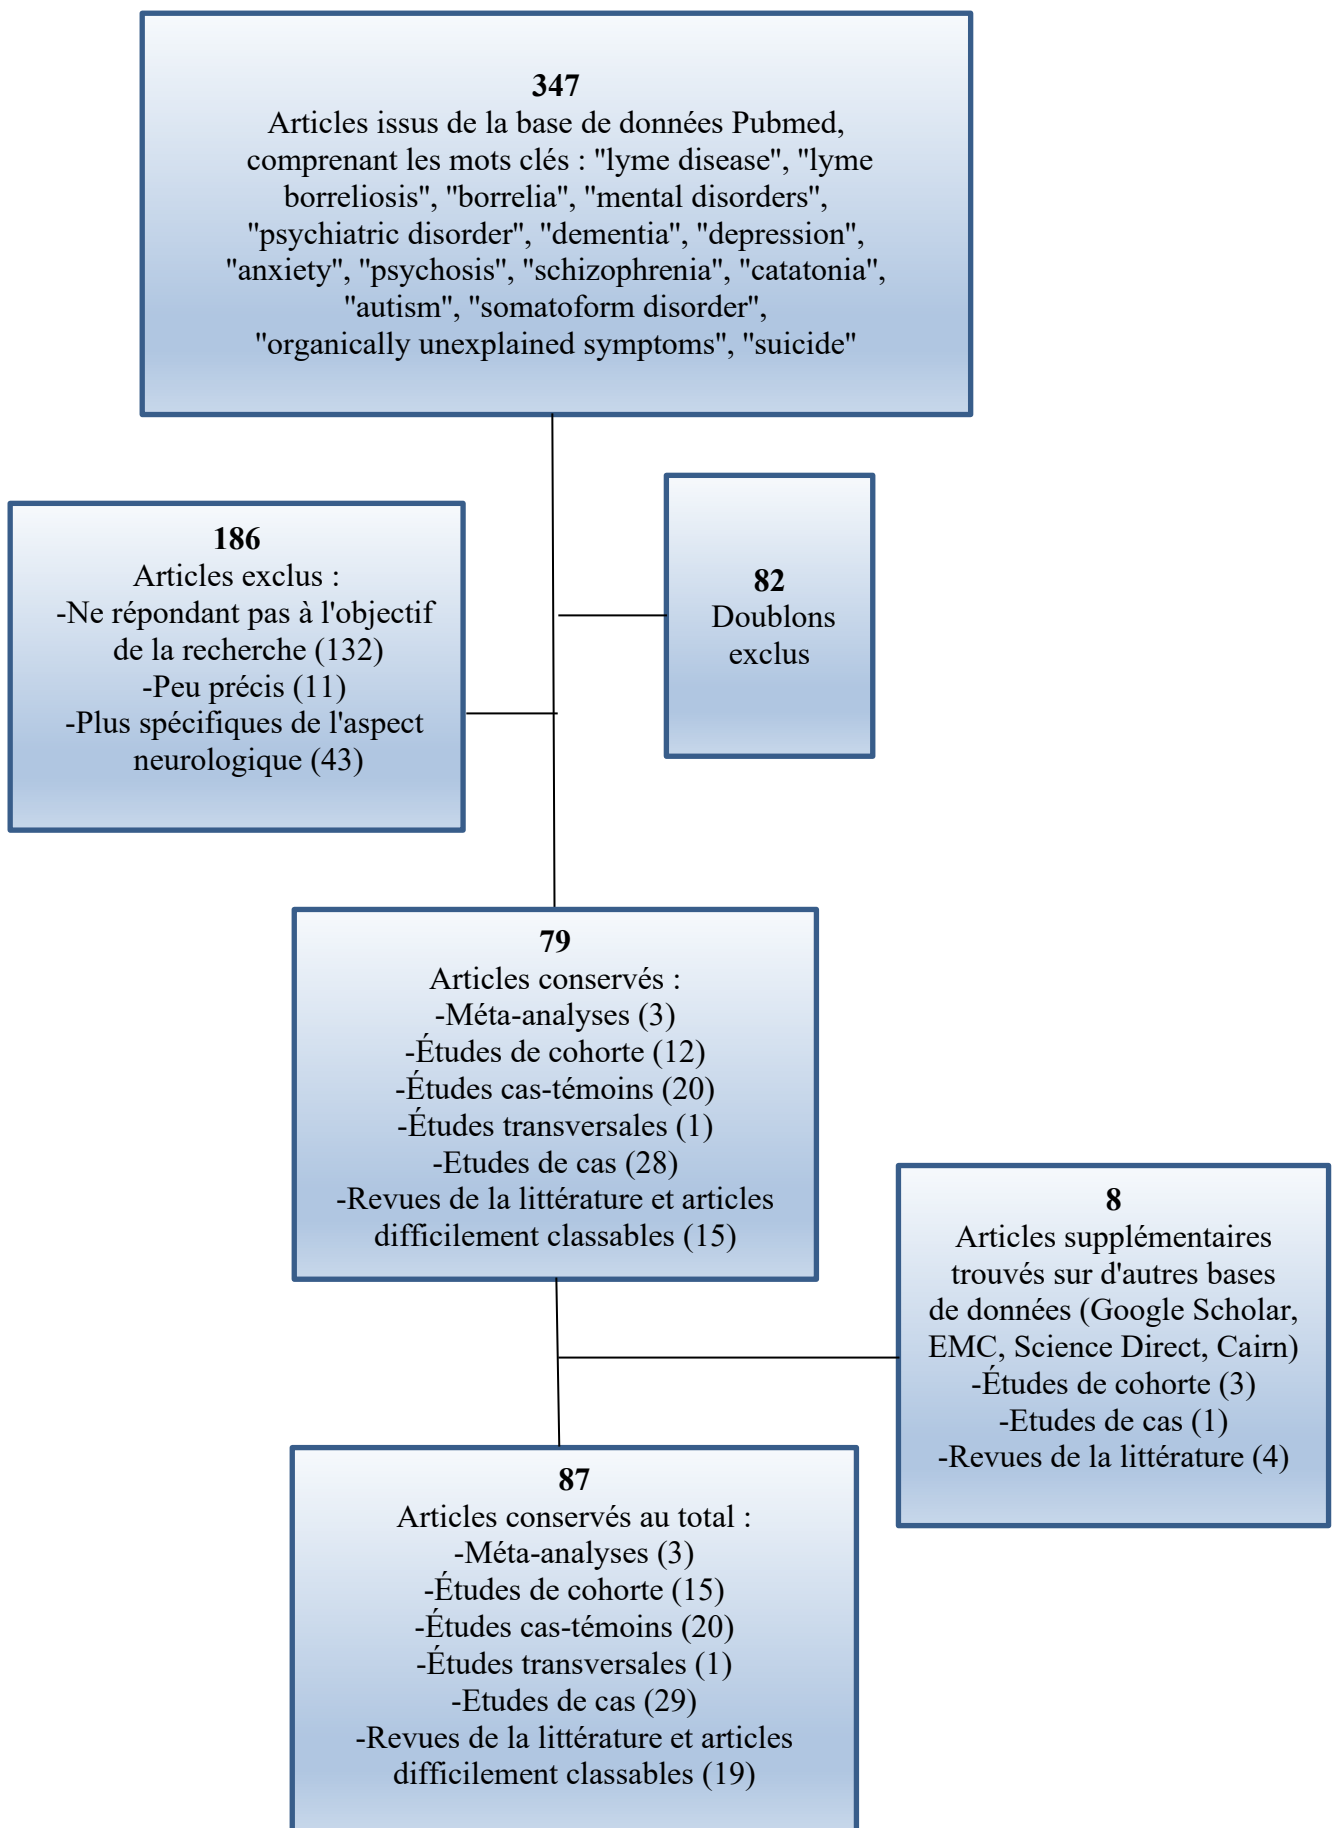 347
Articles issus de la base de données Pubmed,
comprenant les mots clés : "lyme disease", "lyme
borreliosis", "borrelia", "mental disorders",
"psychiatric disorder", "dementia", "depression",
"anxiety", "psychosis", "schizophrenia", "catatonia",
"autism", "somatoform disorder",
"organically unexplained symptoms", "suicide"
82
Doublons
exclus
186
Articles exclus :
-Ne répondant pas à l'objectif
de la recherche (132)
-Peu précis (11)
-Plus spécifiques de l'aspect
neurologique (43)
79
Articles conservés :
-Méta-analyses (3)
-Études de cohorte (12)
-Études cas-témoins (20)
-Études transversales (1)
-Etudes de cas (28)
-Revues de la littérature et articles
difficilement classables (15)
8
Articles supplémentaires
trouvés sur d'autres bases
de données (Google Scholar,
EMC, Science Direct, Cairn)
-Études de cohorte (3)
-Etudes de cas (1)
-Revues de la littérature (4)
87
Articles conservés au total :
-Méta-analyses (3)
-Études de cohorte (15)
-Études cas-témoins (20)
-Études transversales (1)
-Etudes de cas (29)
-Revues de la littérature et articles
difficilement classables (19)